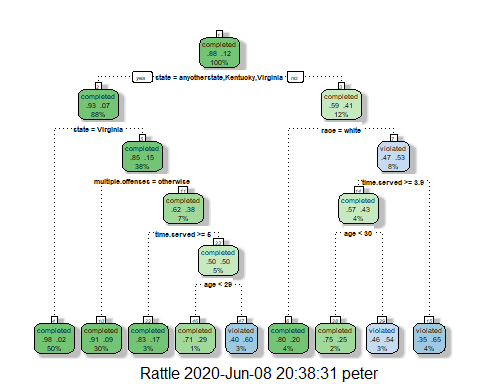 completed
.88 .12
100%
yes
state = anyotherstate,Kentucky,Virginia
no
completed
.93 .07
88%
completed
.59 .41
12%
state = Virginia
race = white
completed
.85 .15
38%
violated
.47 .53
8%
multiple.offenses = otherwise
time.served >= 3.9
completed
.62 .38
7%
completed
.57 .43
4%
time.served >= 5
age < 30
completed
.50 .50
5%
age < 29
completed
.98 .02
50%
completed
.91 .09
30%
completed
.83 .17
3%
completed
.71 .29
1%
violated
.40 .60
3%
completed
.80 .20
4%
completed
.75 .25
2%
violated
.46 .54
3%
violated
.35 .65
4%
Rattle 2020-Jun-08 20:38:31 peter